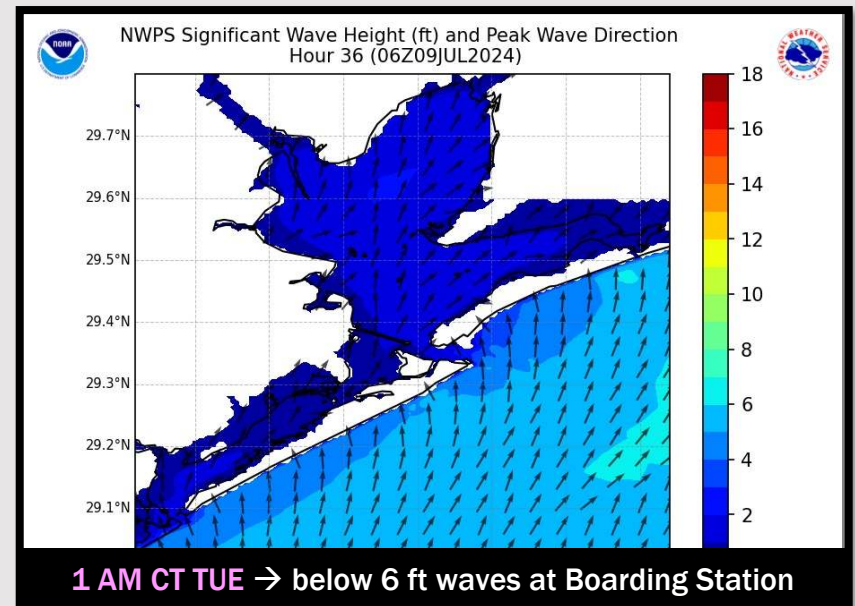 NWPS Significant Wave Height (ft) and Peak Wave Direction
Hour 36 (06Z09JUL2024)
NOAA
29.7°N
29.6°N
29.5°N
29.4°N
29.3°N
29.2°N
29.1°N
18
16
14
12
10
8
6
4
2
1 AM CT TUE → below 6 ft waves at Boarding Station